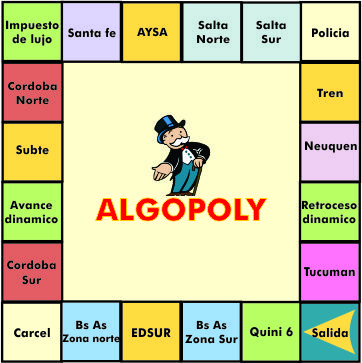 Impuesto
de lujo
Santa fe
AYSA
Salta
Norte
Salta
Sur
Policia
Cordoba
Norte
Tren
Subte
Neuquen
Avance
dinamico
ALGOPOLY
Retroceso
dinamico
Cordoba
Sur
Tucuman
Carcel
Bs As
Zona norte
EDSUR
Bs As
Zona Sur
Quini 6
Salida